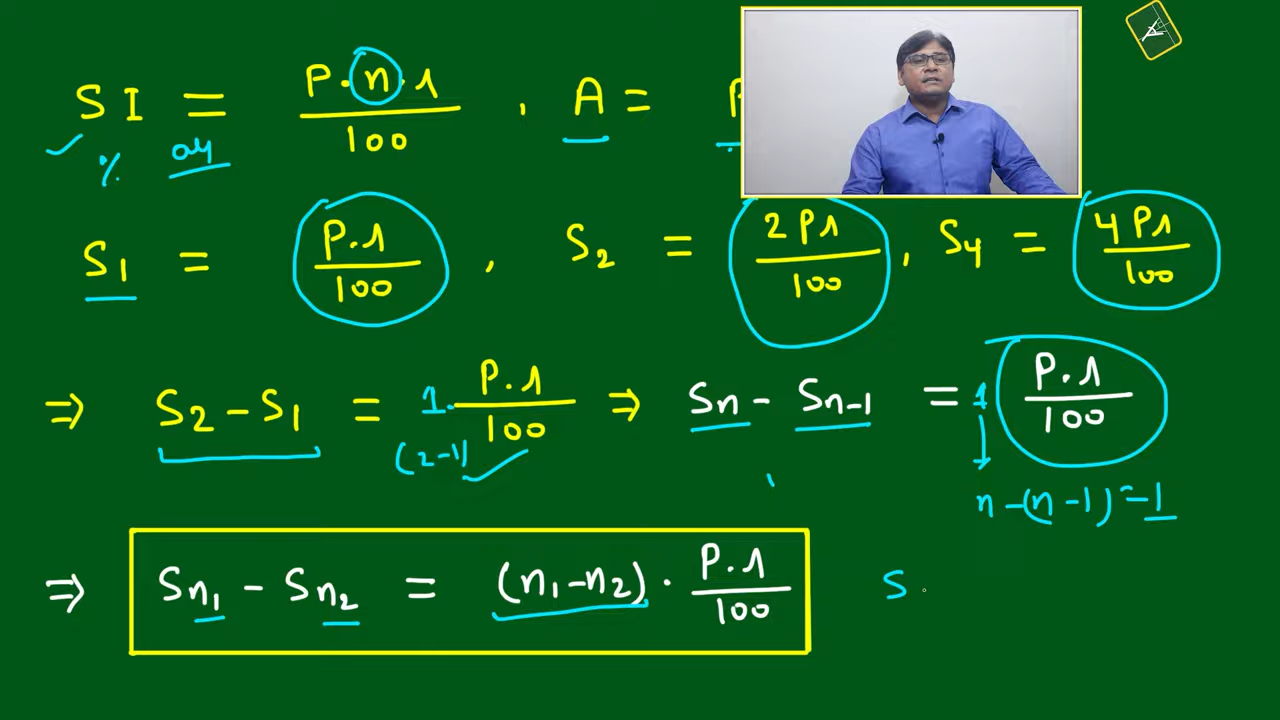 SI = P.n.r/100 , A = P
% ay
S1 = P.r/100 , S2 = 2Pr/100 , S4 = 4Pr/100
⇒ S2 - S1 = 1. P.r/100 ⇒ Sn - Sn-1 = 1 P.r/100
(2-1) n - (n-1) = 1
⇒ Sn1 - Sn2 = (n1-n2) . P.r/100 S